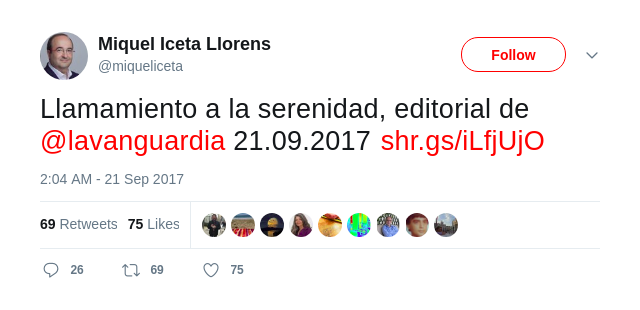 Miquel Iceta Llorens
@miqueliceta
Follow
Llamamiento a la serenidad, editorial de
@lavanguardia 21.09.2017 shr.gs/iLfjUjO
2:04 AM - 21 Sep 2017
69 Retweets 75 Likes
26 69 75